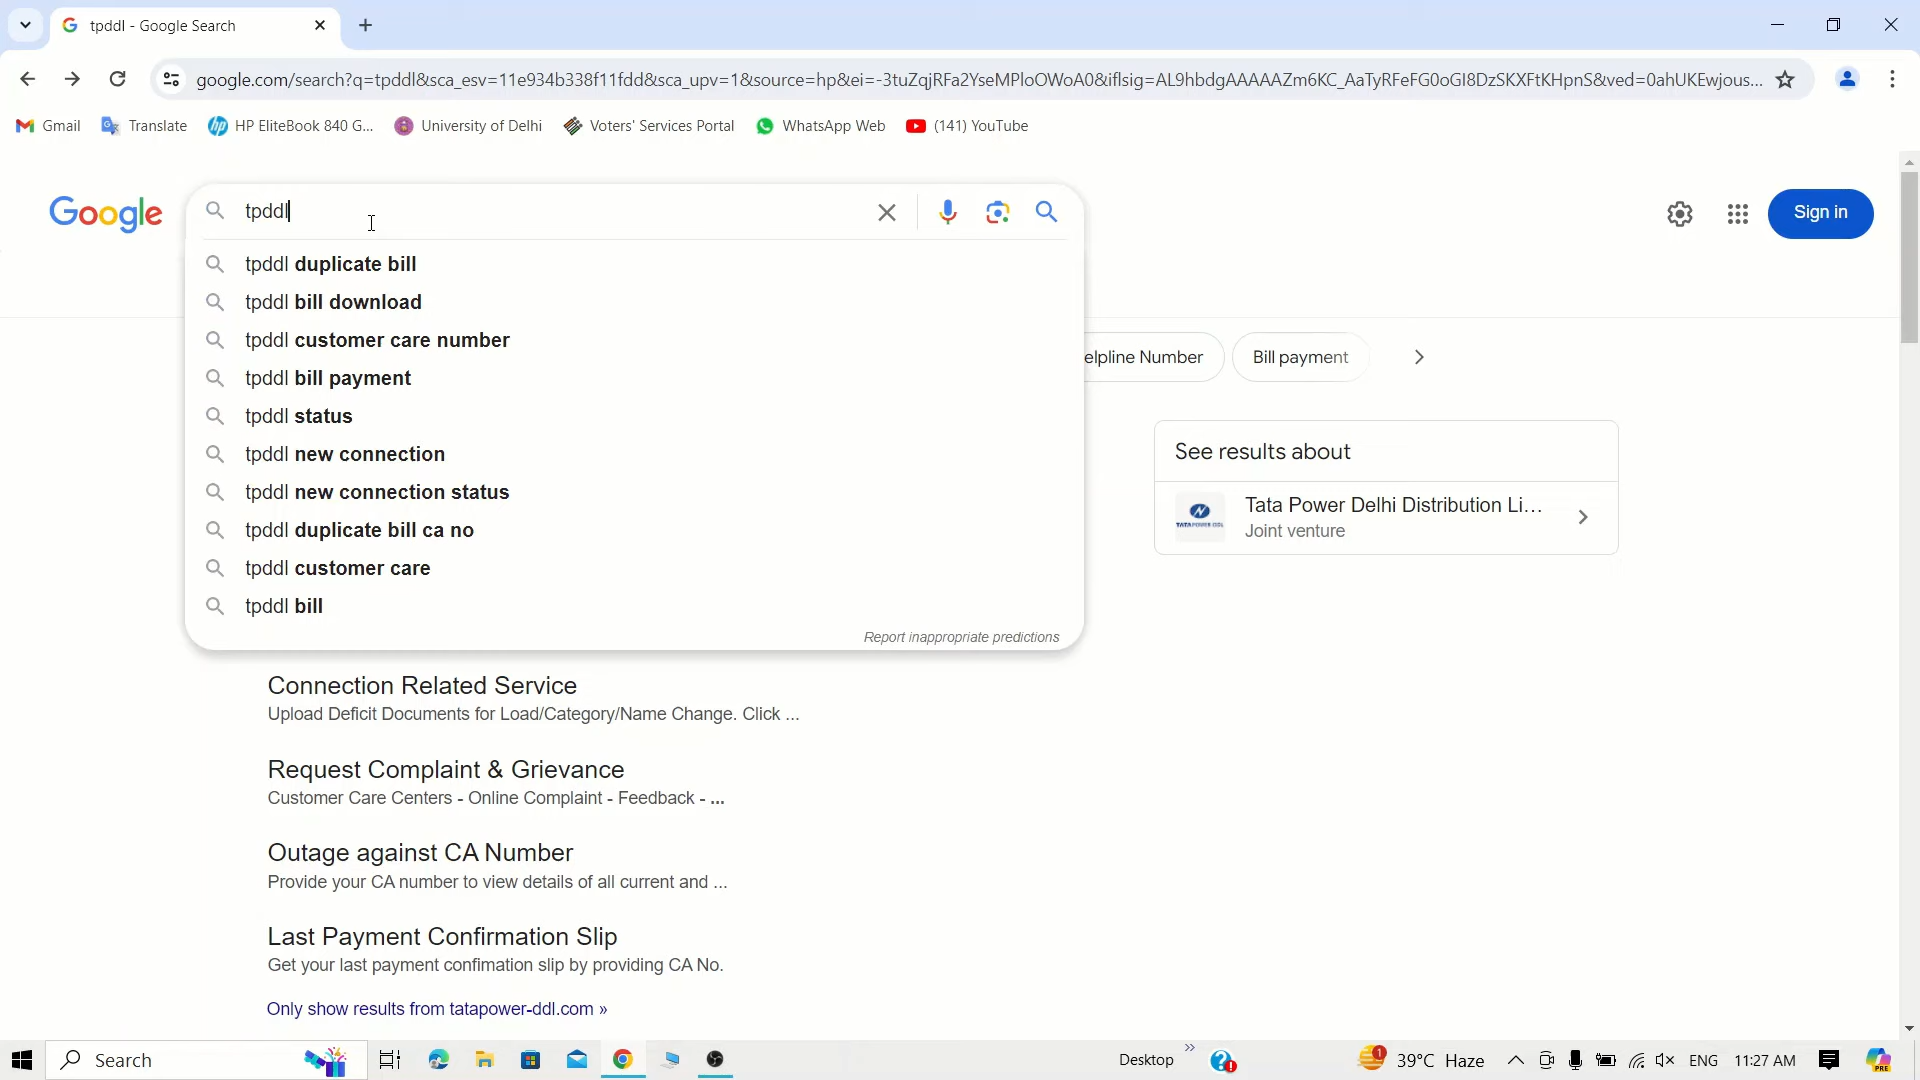 tpddl - Google Search
google.com/search?q=tpddl&sca_esv=11e934b338f11fdd&sca_upv=1&source=hp&ei=-3tuZqjRFa2YseMPloOWoA0&iflsig=AL9hbdgAAAAAZm6KC_AaTyRFeFG0oGI8DzSKXFtKHpnS&ved=0ahUKEwjous...
Gmail Translate HP EliteBook 840 G... University of Delhi Voters' Services Portal WhatsApp Web (141) YouTube
Google
tpddl
Sign in
tpddl duplicate bill
tpddl bill download
tpddl customer care number
tpddl bill payment
tpddl status
tpddl new connection
tpddl new connection status
tpddl duplicate bill ca no
tpddl customer care
tpddl bill
Report inappropriate predictions
elpline Number
Bill payment
See results about
TATA POWER-DDL
Tata Power Delhi Distribution Li...
Joint venture
Connection Related Service
Upload Deficit Documents for Load/Category/Name Change. Click ...
Request Complaint & Grievance
Customer Care Centers - Online Complaint - Feedback - ...
Outage against CA Number
Provide your CA number to view details of all current and ...
Last Payment Confirmation Slip
Get your last payment confimation slip by providing CA No.
Only show results from tatapower-ddl.com »
Search
Desktop
1
39°C Haze
ENG
11:27 AM
PRE